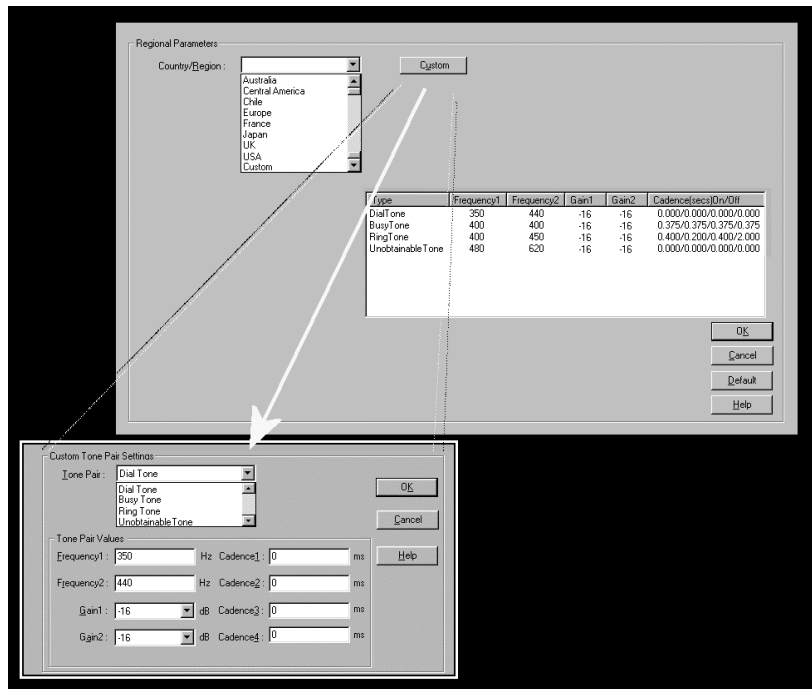 Regional Parameters
Country/Region :
Custom
Australia
Central America
Chile
Europe
France
Japan
UK
USA
Custom
Type Frequency1 Frequency2 Gain1 Gain2 Cadence(secs)On/Off
DialTone 350 440 -16 -16 0.000/0.000/0.000/0.000
BusyTone 400 400 -16 -16 0.375/0.375/0.375/0.375
RingTone 400 450 -16 -16 0.400/0.200/0.400/2.000
UnobtainableTone 480 620 -16 -16 0.000/0.000/0.000/0.000
OK
Cancel
Default
Help
Custom Tone Pair Settings
Tone Pair : Dial Tone
Dial Tone
Busy Tone
Ring Tone
UnobtainableTone
OK
Cancel
Help
Tone Pair Values
Frequency1 : 350 Hz Cadence1 : 0 ms
Frequency2 : 440 Hz Cadence2 : 0 ms
Gain1 : -16 dB Cadence3 : 0 ms
Gain2 : -16 dB Cadence4 : 0 ms